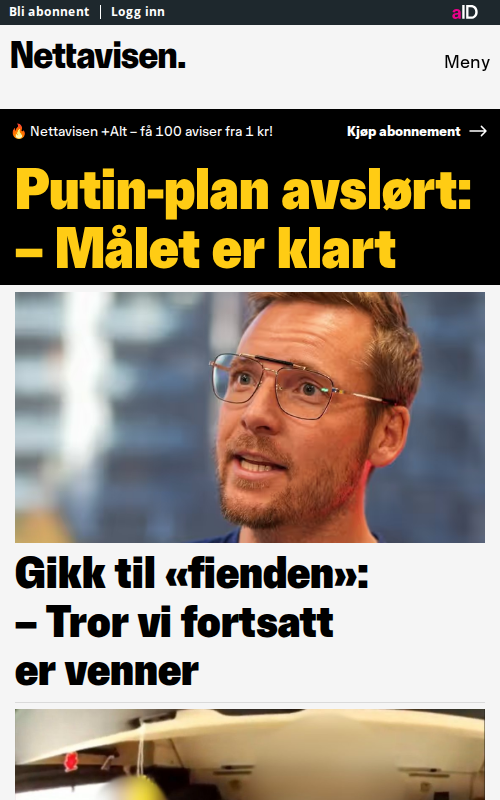 Bli abonnent | Logg inn
aID
Nettavisen.
Meny
🔥 Nettavisen +Alt – få 100 aviser fra 1 kr!
Kjøp abonnement →
Putin-plan avslørt:
– Målet er klart
Gikk til «fienden»:
– Tror vi fortsatt
er venner